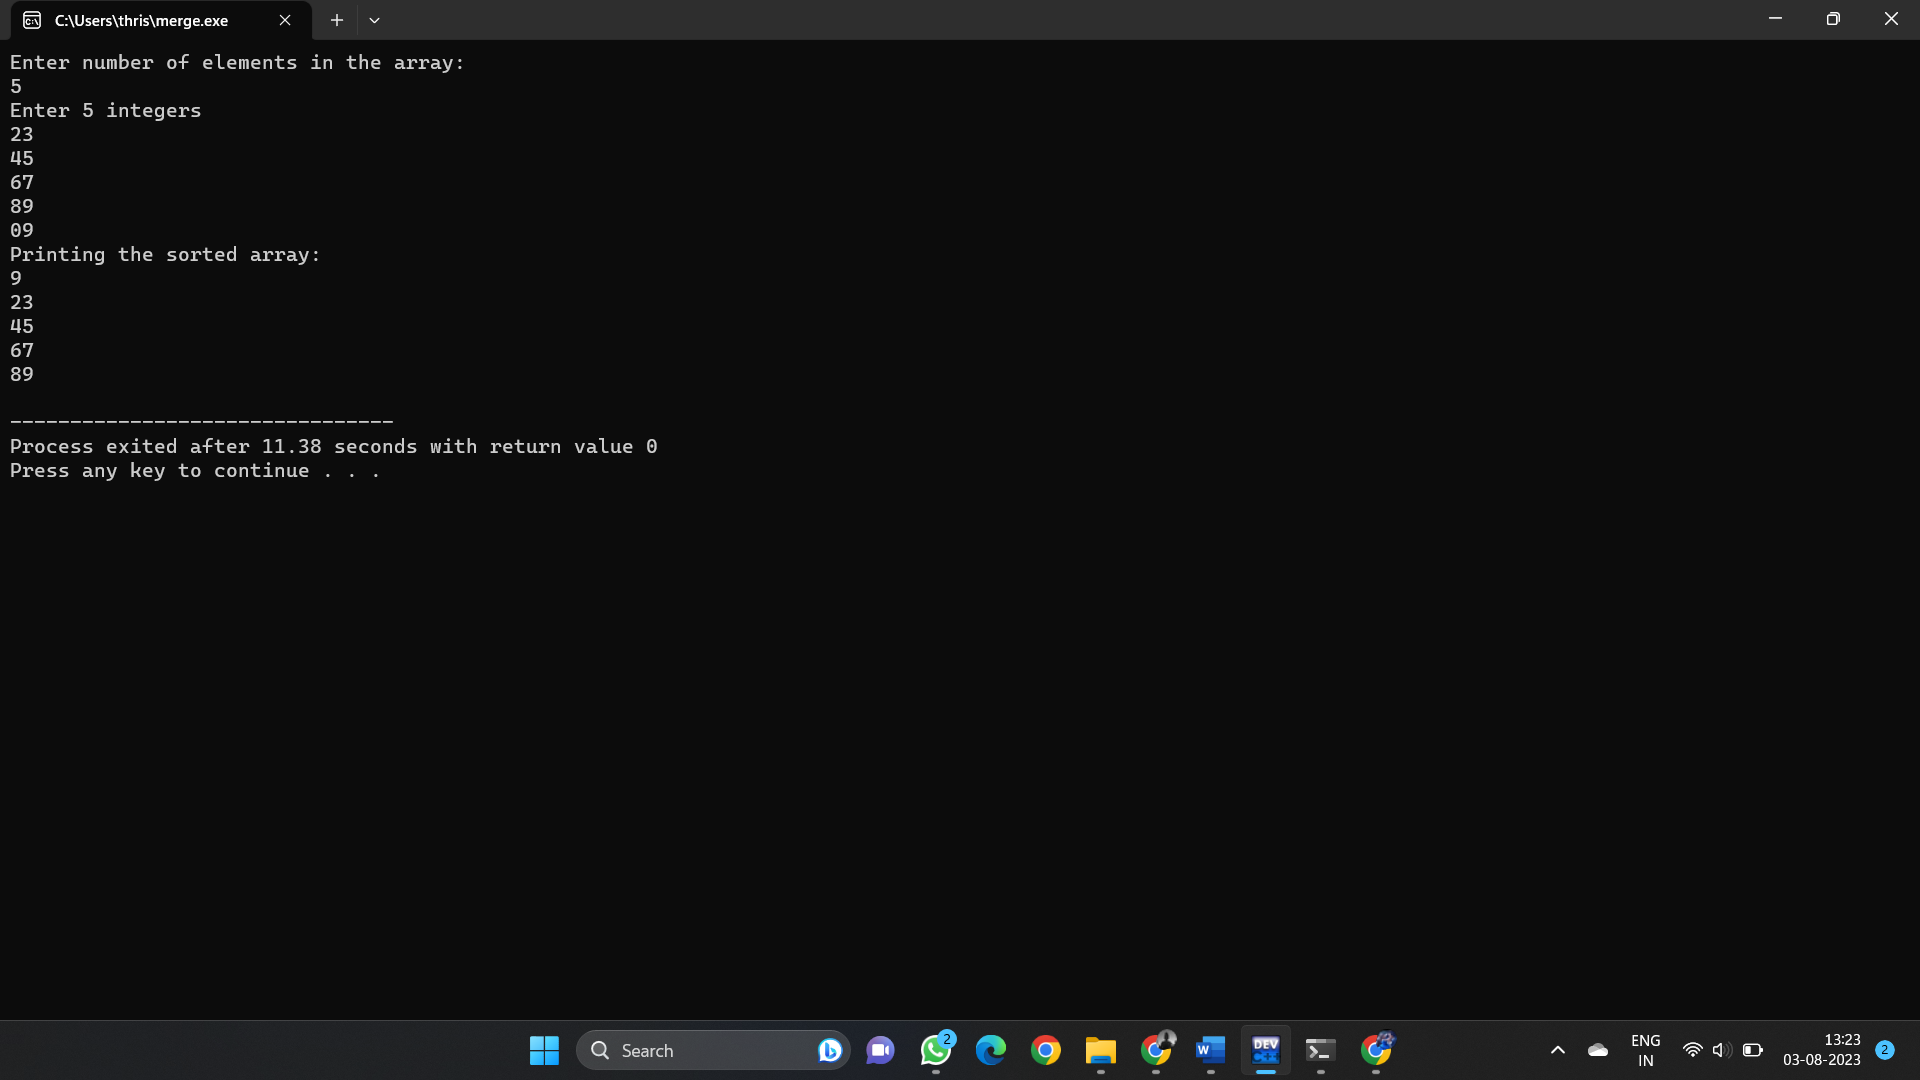 C:\Users\thris\merge.exe
Enter number of elements in the array:
5
Enter 5 integers
23
45
67
89
09
Printing the sorted array:
9
23
45
67
89
--------------------------------
Process exited after 11.38 seconds with return value 0
Press any key to continue . . .
Search
2
W
DEV
C++
ENG
IN
13:23
03-08-2023
2